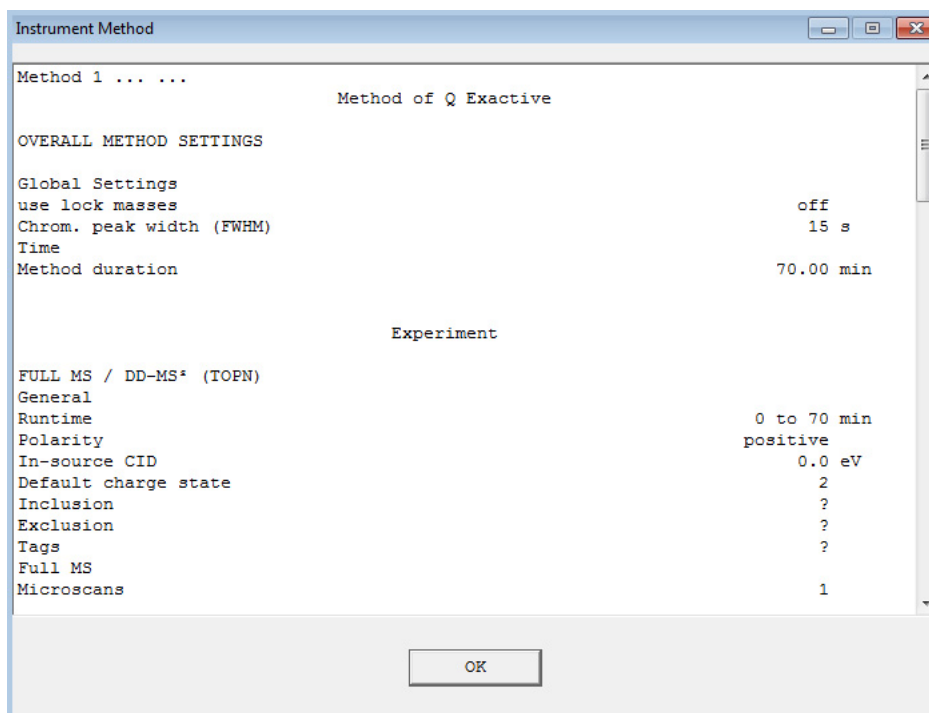 Instrument Method
Method 1 ... ...
Method of Q Exactive
OVERALL METHOD SETTINGS
Global Settings
use lock masses off
Chrom. peak width (FWHM) 15 s
Time
Method duration 70.00 min
Experiment
FULL MS / DD-MS² (TOPN)
General
Runtime 0 to 70 min
Polarity positive
In-source CID 0.0 eV
Default charge state 2
Inclusion ?
Exclusion ?
Tags ?
Full MS
Microscans 1
OK